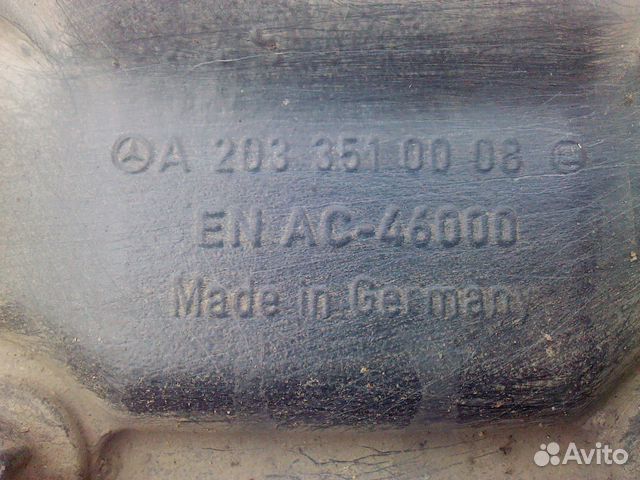 A 203 351 00 08
EN AC-46000
Made in Germany
Avito